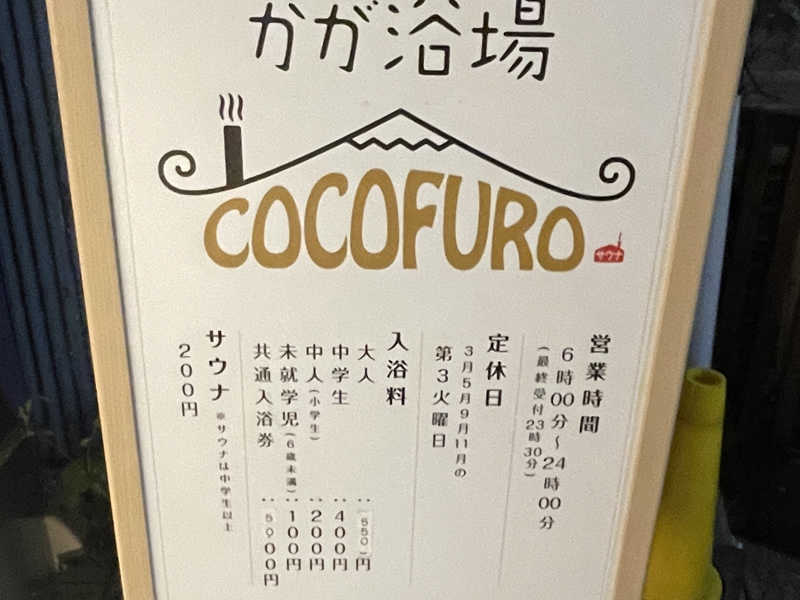 かが浴場
COCOFURO
サウナ
営業時間
6時00分〜24時00分
(最終受付23時30分)
定休日
3月5月9月11月の
第3火曜日
入浴料
大人 ‥550円
中学生 ‥400円
中人(小学生) ‥200円
未就学児(6歳未満)‥100円
共通入浴券 ‥
サウナ ※サウナは中学生以上
200円